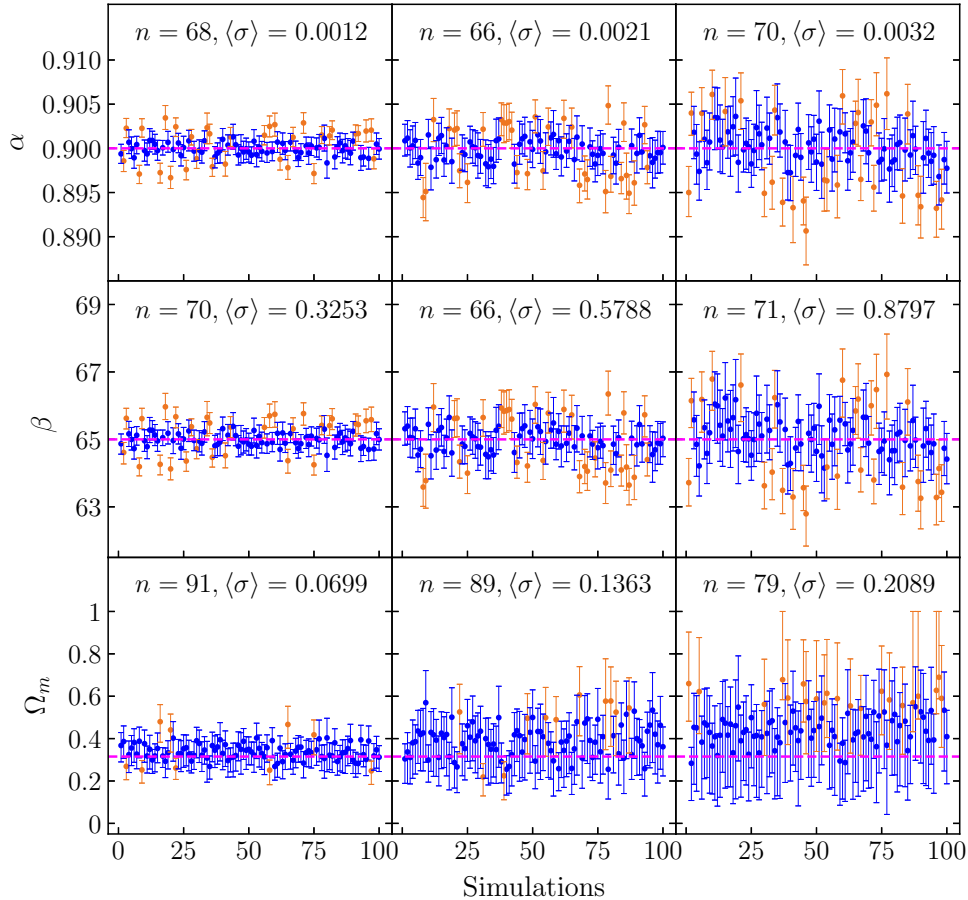 n = 68, ⟨σ⟩ = 0.0012
n = 66, ⟨σ⟩ = 0.0021
n = 70, ⟨σ⟩ = 0.0032
0.910
0.905
0.900
0.895
0.890
α
n = 70, ⟨σ⟩ = 0.3253
n = 66, ⟨σ⟩ = 0.5788
n = 71, ⟨σ⟩ = 0.8797
69
67
65
63
β
n = 91, ⟨σ⟩ = 0.0699
n = 89, ⟨σ⟩ = 0.1363
n = 79, ⟨σ⟩ = 0.2089
1
0.8
0.6
0.4
0.2
0
Ωm
0 25 50 75 100
25 50 75 100
25 50 75 100
Simulations